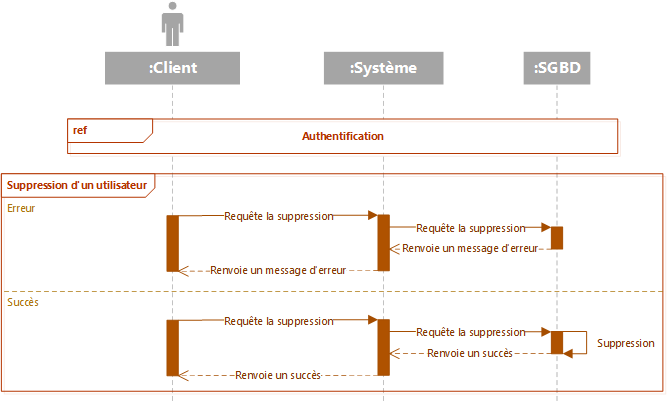 :Client
:Système
:SGBD
ref
Authentification
Suppression d'un utilisateur
Erreur
Requête la suppression
Requête la suppression
Renvoie un message d'erreur
Renvoie un message d'erreur
Succès
Requête la suppression
Requête la suppression
Suppression
Renvoie un succès
Renvoie un succès